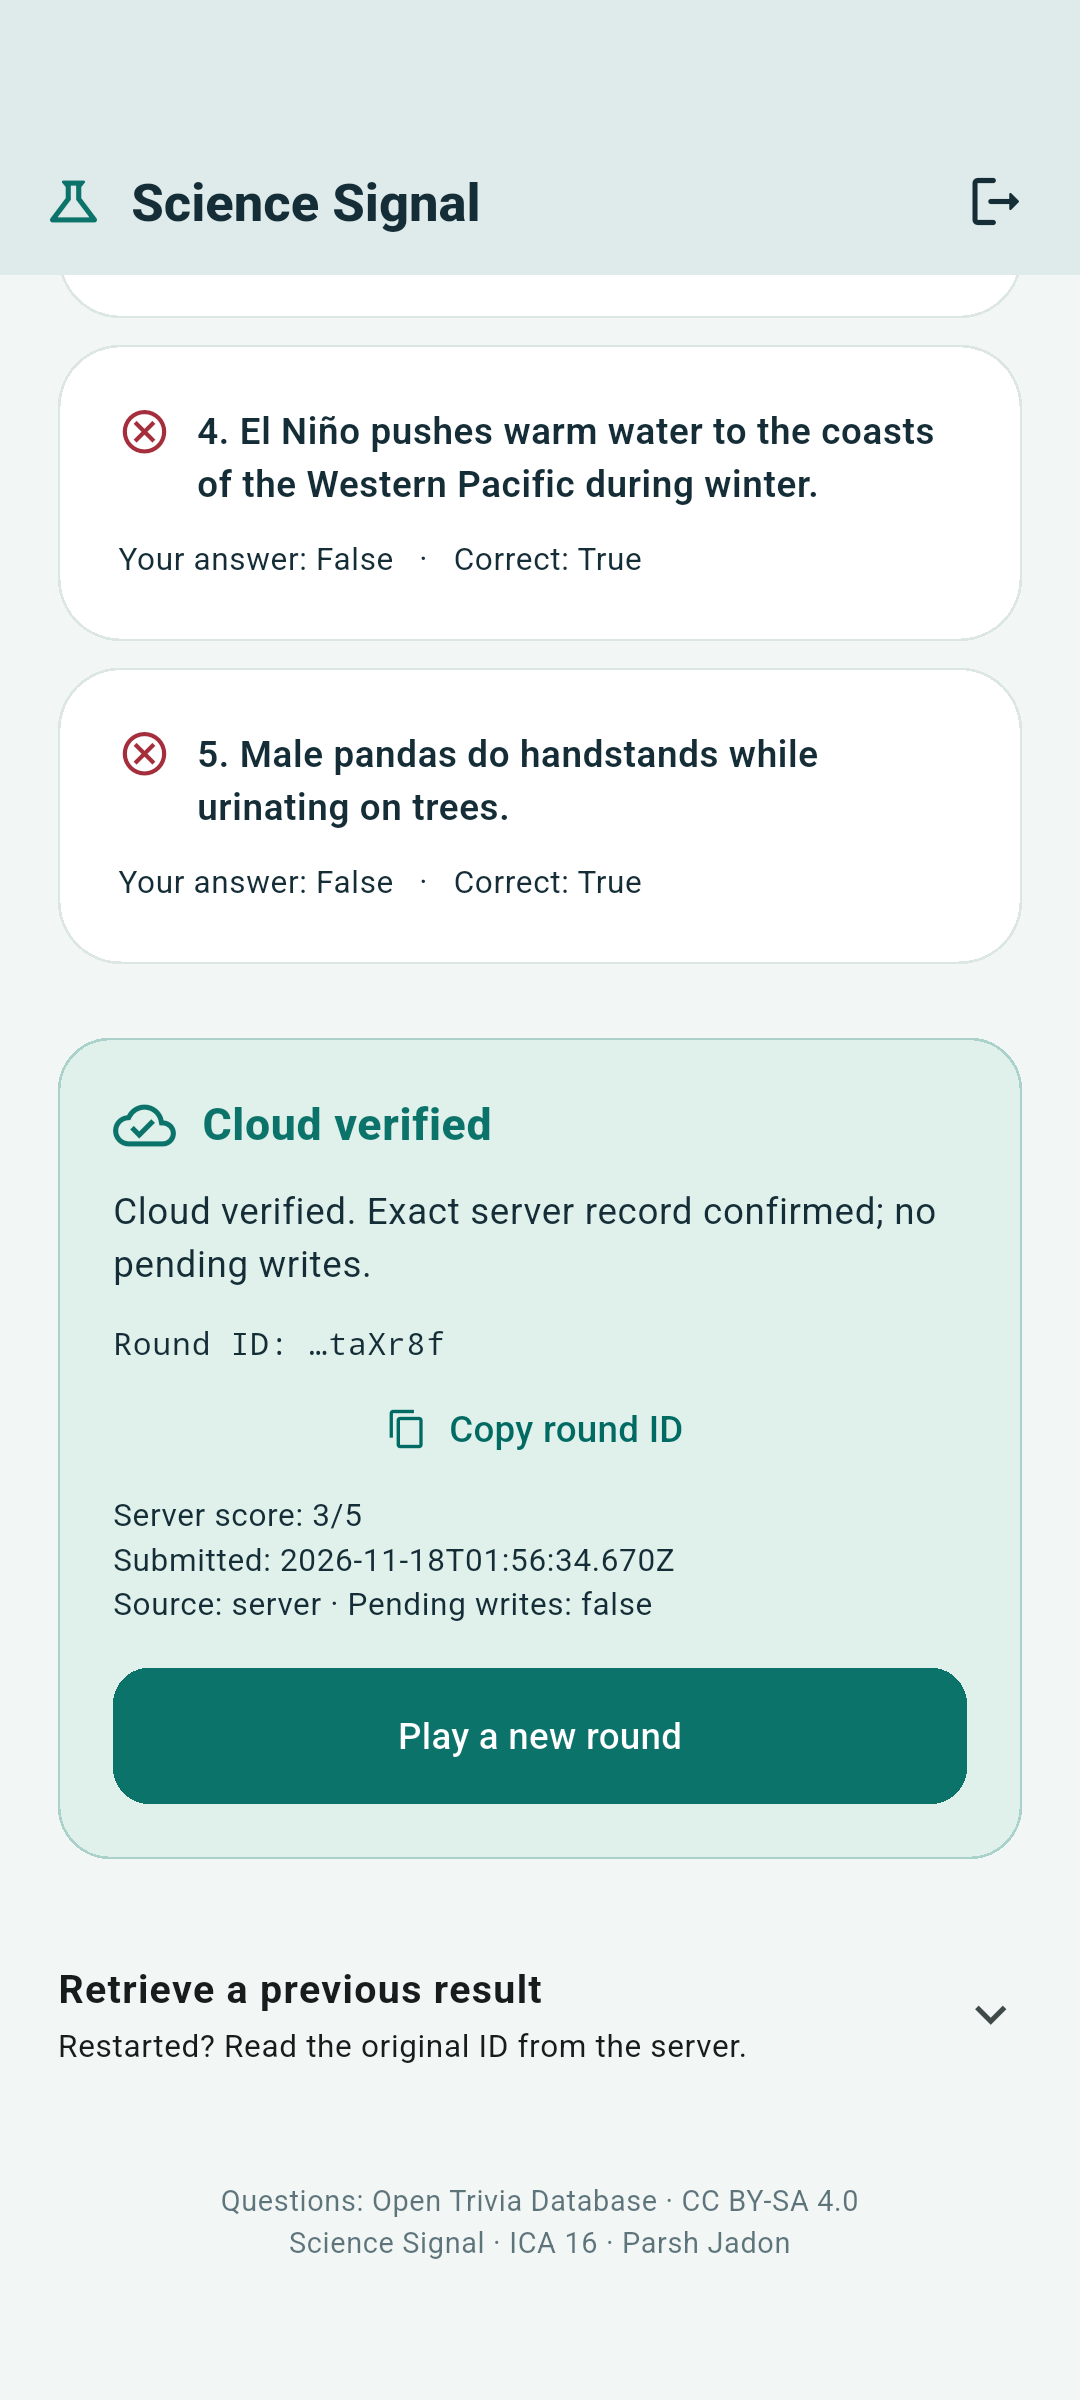 Science Signal
4. El Niño pushes warm water to the coasts
of the Western Pacific during winter.
Your answer: False · Correct: True
5. Male pandas do handstands while
urinating on trees.
Your answer: False · Correct: True
Cloud verified
Cloud verified. Exact server record confirmed; no
pending writes.
Round ID: …taXr8f
Copy round ID
Server score: 3/5
Submitted: 2026-11-18T01:56:34.670Z
Source: server · Pending writes: false
Play a new round
Retrieve a previous result
Restarted? Read the original ID from the server.
Questions: Open Trivia Database · CC BY-SA 4.0
Science Signal · ICA 16 · Parsh Jadon